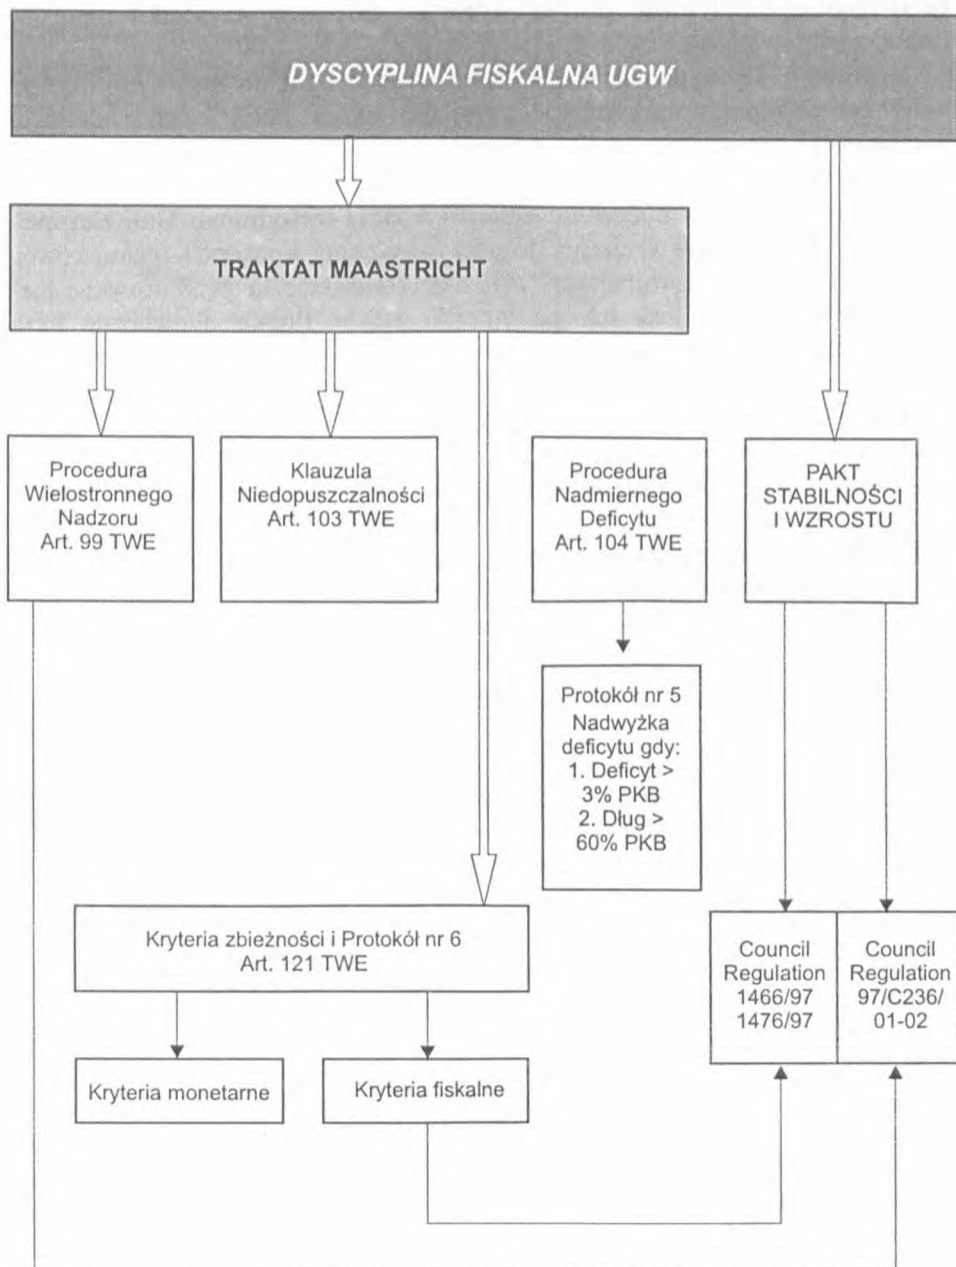 DYSCYPLINA FISKALNA UGW
TRAKTAT MAASTRICHT
Procedura
Wielostronnego
Nadzoru
Art. 99 TWE
Klauzula
Niedopuszczalności
Art. 103 TWE
Procedura
Nadmiernego
Deficytu
Art. 104 TWE
PAKT
STABILNOŚCI
I WZROSTU
Protokół nr 5
Nadwyżka
deficytu gdy:
1. Deficyt >
3% PKB
2. Dług >
60% PKB
Kryteria zbieżności i Protokół nr 6
Art. 121 TWE
Council
Regulation
1466/97
1476/97
Council
Regulation
97/C236/
01-02
Kryteria monetarne
Kryteria fiskalne